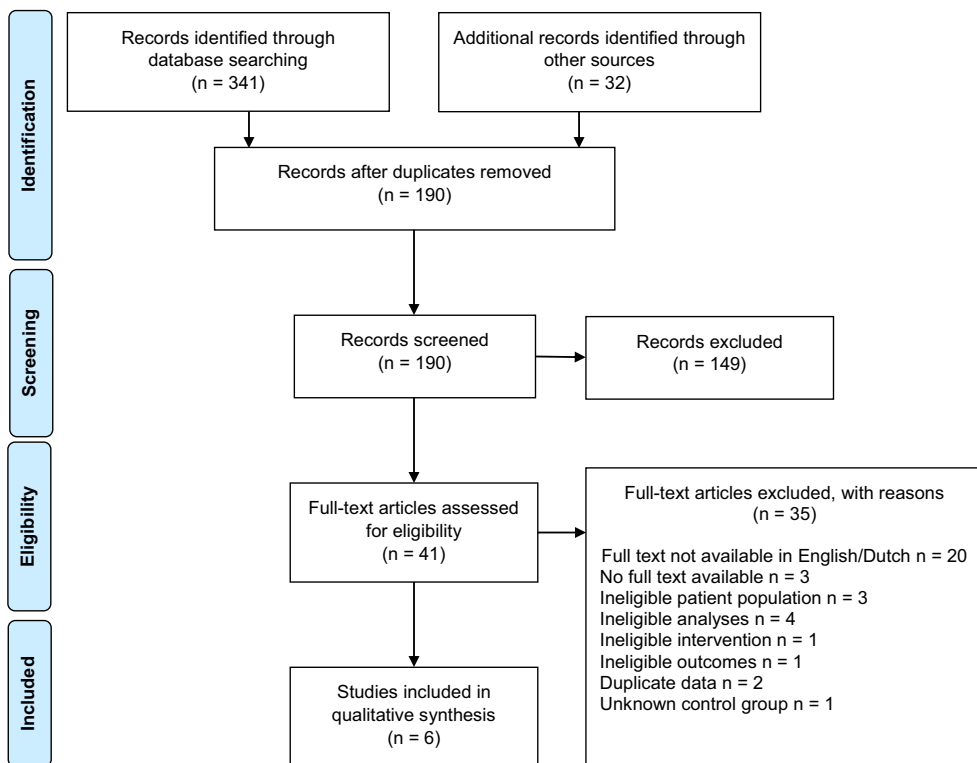 Identification
Records identified through
database searching
(n = 341)
Additional records identified through
other sources
(n = 32)
Records after duplicates removed
(n = 190)
Screening
Records screened
(n = 190)
Records excluded
(n = 149)
Eligibility
Full-text articles assessed
for eligibility
(n = 41)
Full-text articles excluded, with reasons
(n = 35)
Full text not available in English/Dutch n = 20
No full text available n = 3
Ineligible patient population n = 3
Ineligible analyses n = 4
Ineligible intervention n = 1
Ineligible outcomes n = 1
Duplicate data n = 2
Unknown control group n = 1
Included
Studies included in
qualitative synthesis
(n = 6)